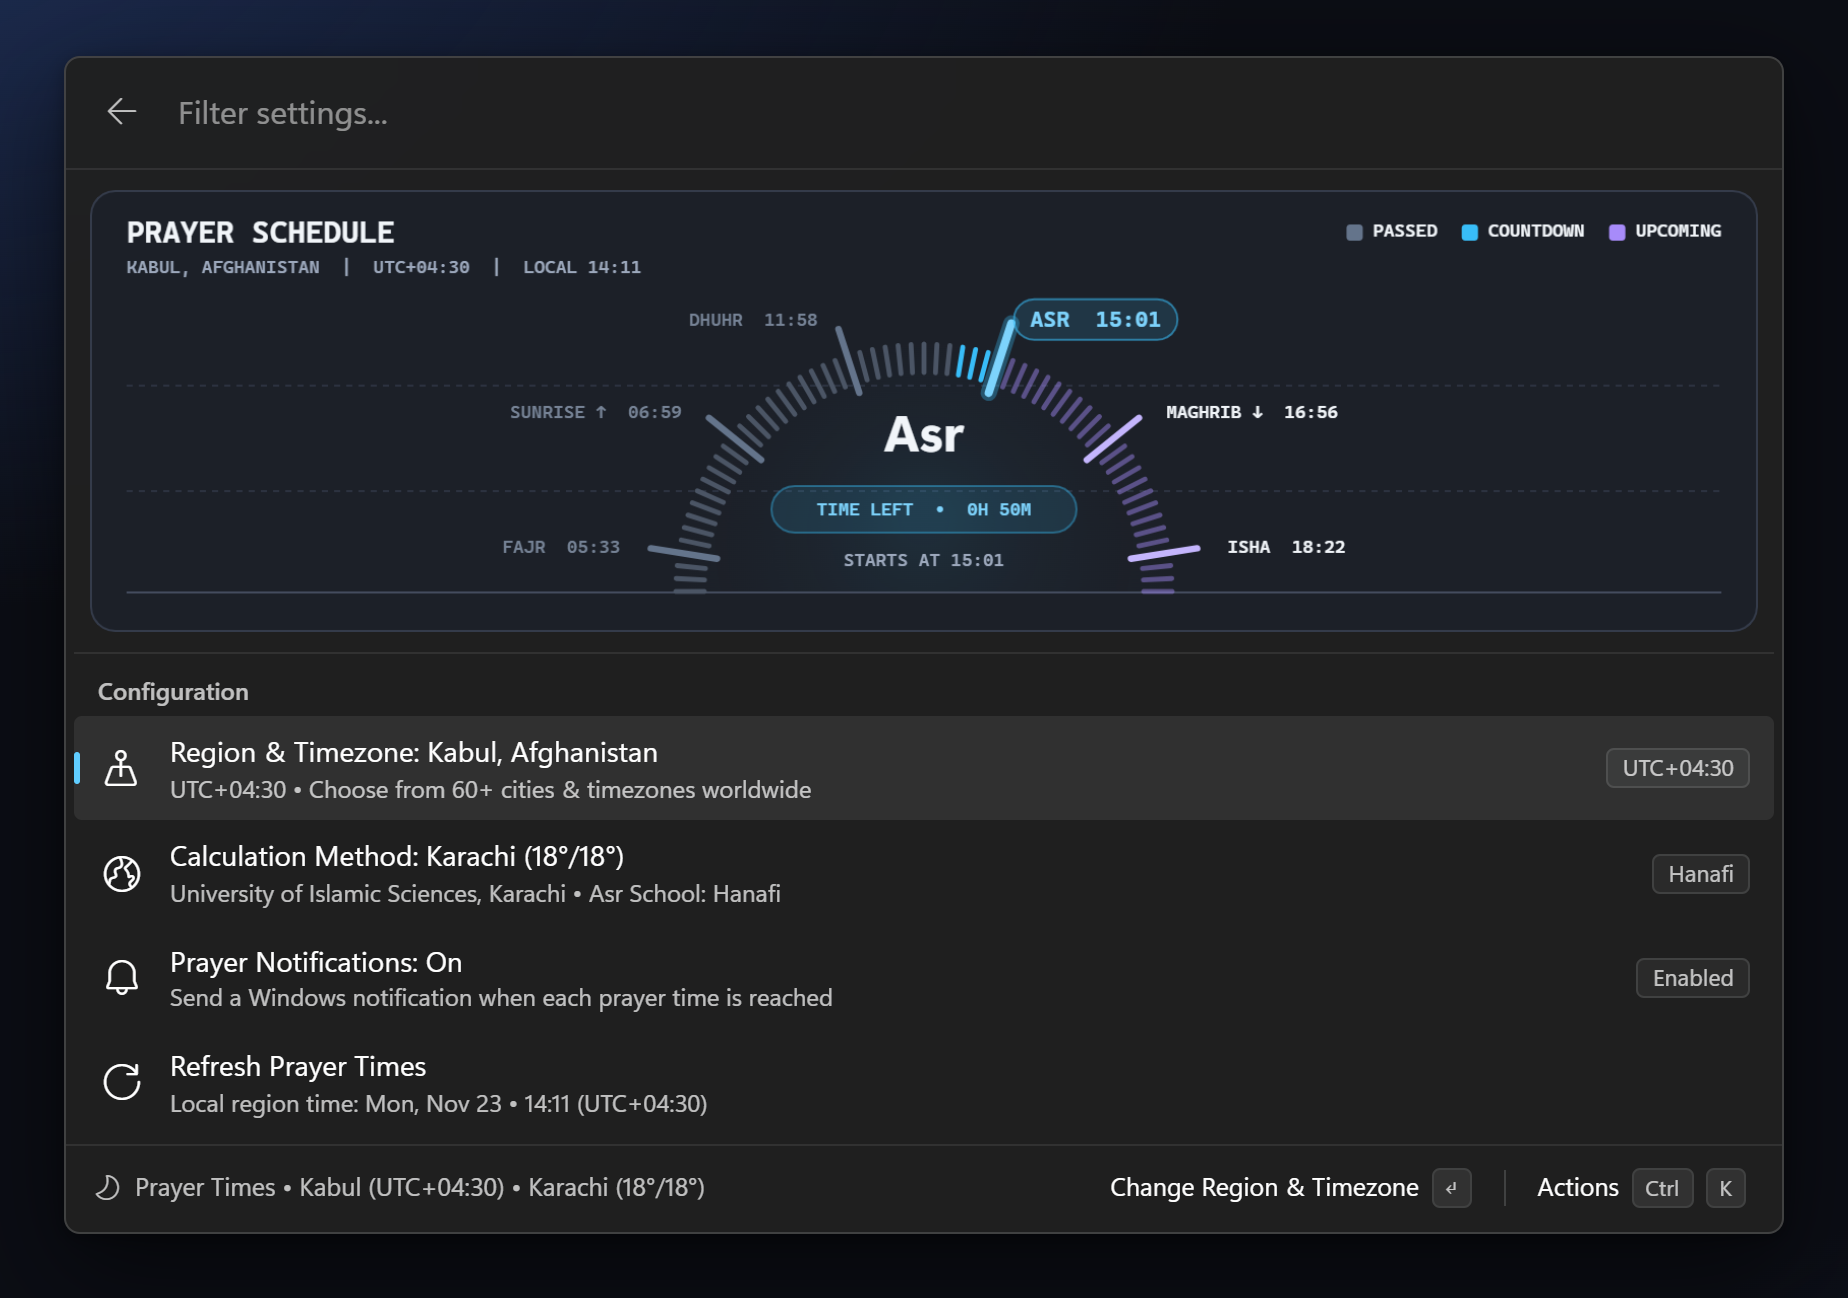 Filter settings...
PRAYER SCHEDULE
PASSED COUNTDOWN UPCOMING
KABUL, AFGHANISTAN | UTC+04:30 | LOCAL 14:11
DHUHR 11:58
ASR 15:01
SUNRISE ↑ 06:59
MAGHRIB ↓ 16:56
Asr
TIME LEFT • 0H 50M
FAJR 05:33
ISHA 18:22
STARTS AT 15:01
Configuration
Region & Timezone: Kabul, Afghanistan
UTC+04:30 • Choose from 60+ cities & timezones worldwide
UTC+04:30
Calculation Method: Karachi (18°/18°)
University of Islamic Sciences, Karachi • Asr School: Hanafi
Hanafi
Prayer Notifications: On
Send a Windows notification when each prayer time is reached
Enabled
Refresh Prayer Times
Local region time: Mon, Nov 23 • 14:11 (UTC+04:30)
Prayer Times • Kabul (UTC+04:30) • Karachi (18°/18°)
Change Region & Timezone ↵ | Actions Ctrl K